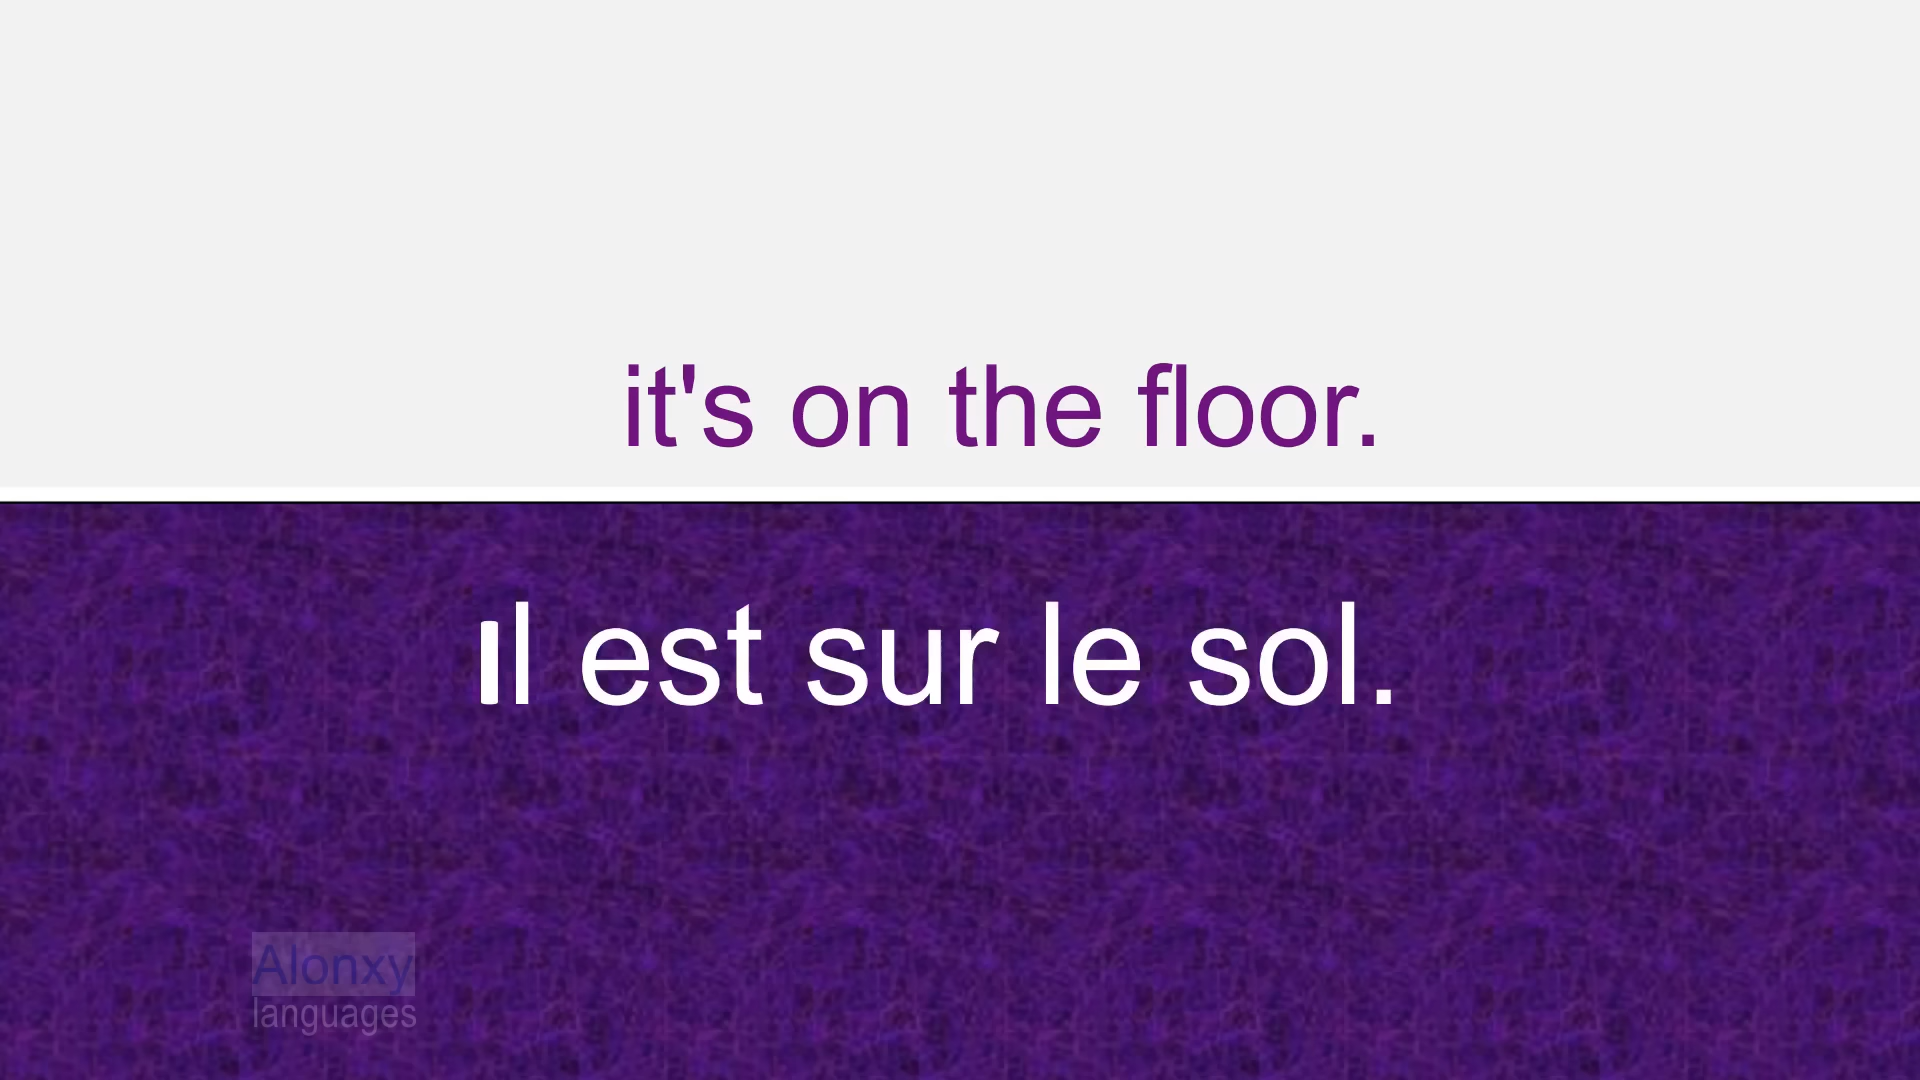 it's on the floor.
Il est sur le sol.
Alonxy
languages